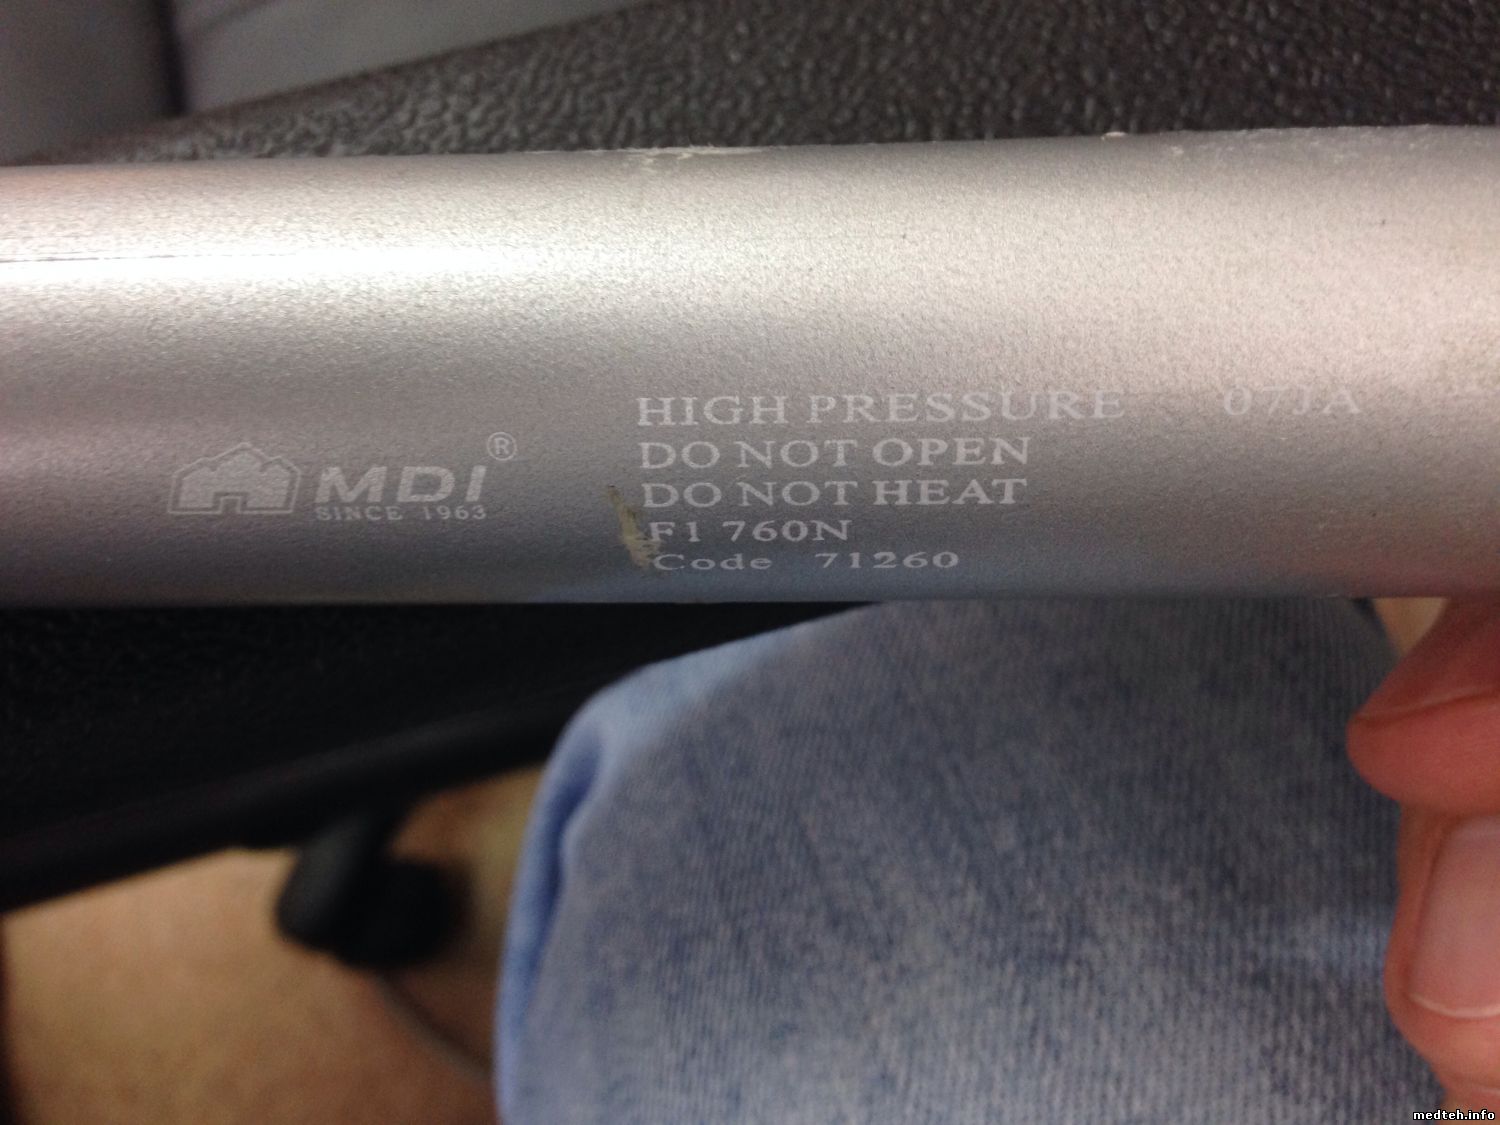 MDI®
SINCE 1963
HIGH PRESSURE 07JA
DO NOT OPEN
DO NOT HEAT
F1 760N
Code 71260
medteh.info